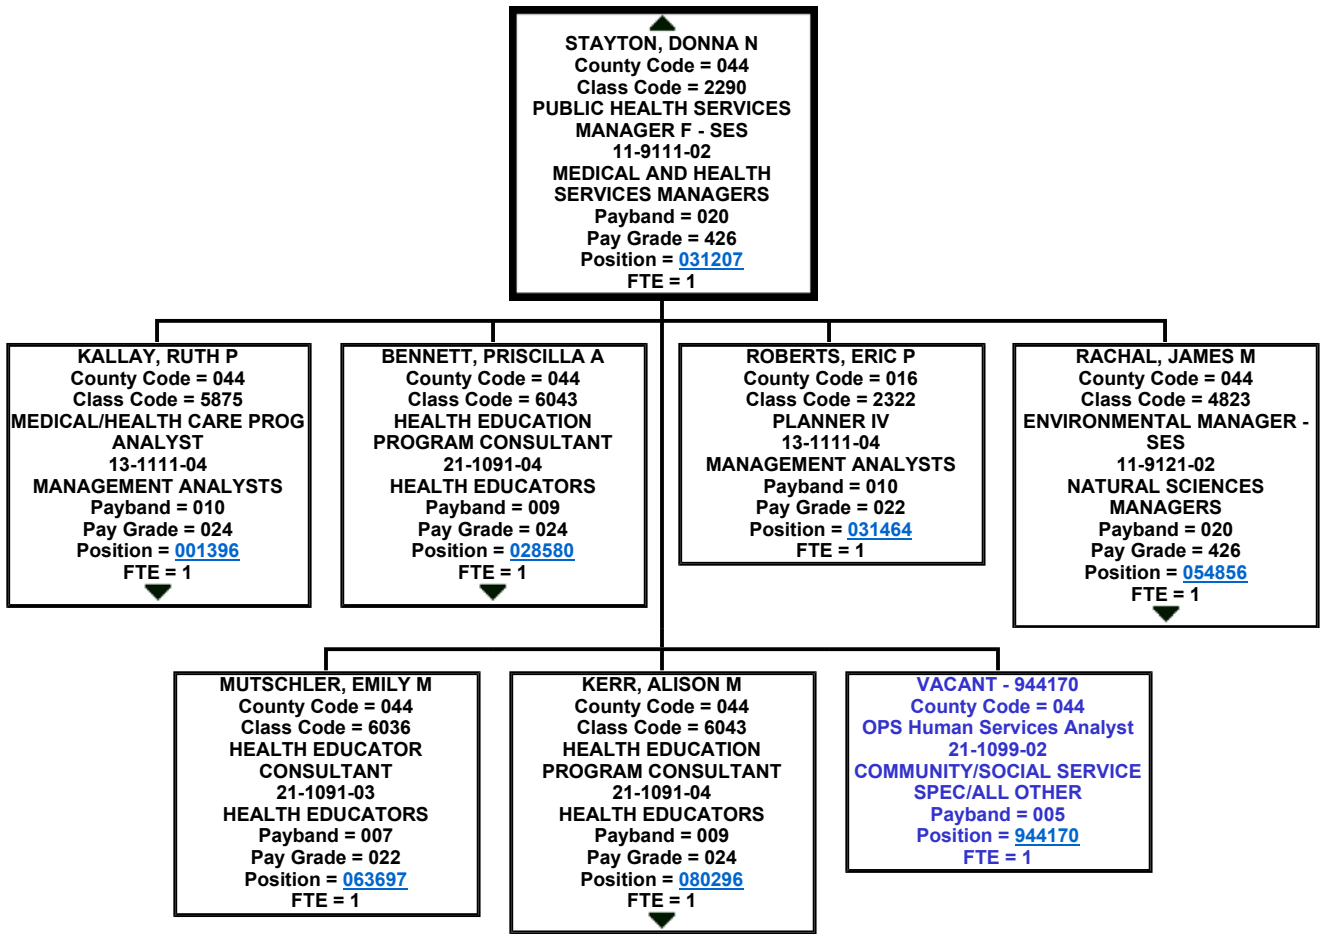 STAYTON, DONNA N
County Code = 044
Class Code = 2290
PUBLIC HEALTH SERVICES
MANAGER F - SES
11-9111-02
MEDICAL AND HEALTH
SERVICES MANAGERS
Payband = 020
Pay Grade = 426
Position = 031207
FTE = 1
KALLAY, RUTH P
County Code = 044
Class Code = 5875
MEDICAL/HEALTH CARE PROG
ANALYST
13-1111-04
MANAGEMENT ANALYSTS
Payband = 010
Pay Grade = 024
Position = 001396
FTE = 1
BENNETT, PRISCILLA A
County Code = 044
Class Code = 6043
HEALTH EDUCATION
PROGRAM CONSULTANT
21-1091-04
HEALTH EDUCATORS
Payband = 009
Pay Grade = 024
Position = 028580
FTE = 1
ROBERTS, ERIC P
County Code = 016
Class Code = 2322
PLANNER IV
13-1111-04
MANAGEMENT ANALYSTS
Payband = 010
Pay Grade = 022
Position = 031464
FTE = 1
RACHAL, JAMES M
County Code = 044
Class Code = 4823
ENVIRONMENTAL MANAGER -
SES
11-9121-02
NATURAL SCIENCES
MANAGERS
Payband = 020
Pay Grade = 426
Position = 054856
FTE = 1
MUTSCHLER, EMILY M
County Code = 044
Class Code = 6036
HEALTH EDUCATOR
CONSULTANT
21-1091-03
HEALTH EDUCATORS
Payband = 007
Pay Grade = 022
Position = 063697
FTE = 1
KERR, ALISON M
County Code = 044
Class Code = 6043
HEALTH EDUCATION
PROGRAM CONSULTANT
21-1091-04
HEALTH EDUCATORS
Payband = 009
Pay Grade = 024
Position = 080296
FTE = 1
VACANT - 944170
County Code = 044
OPS Human Services Analyst
21-1099-02
COMMUNITY/SOCIAL SERVICE
SPEC/ALL OTHER
Payband = 005
Position = 944170
FTE = 1